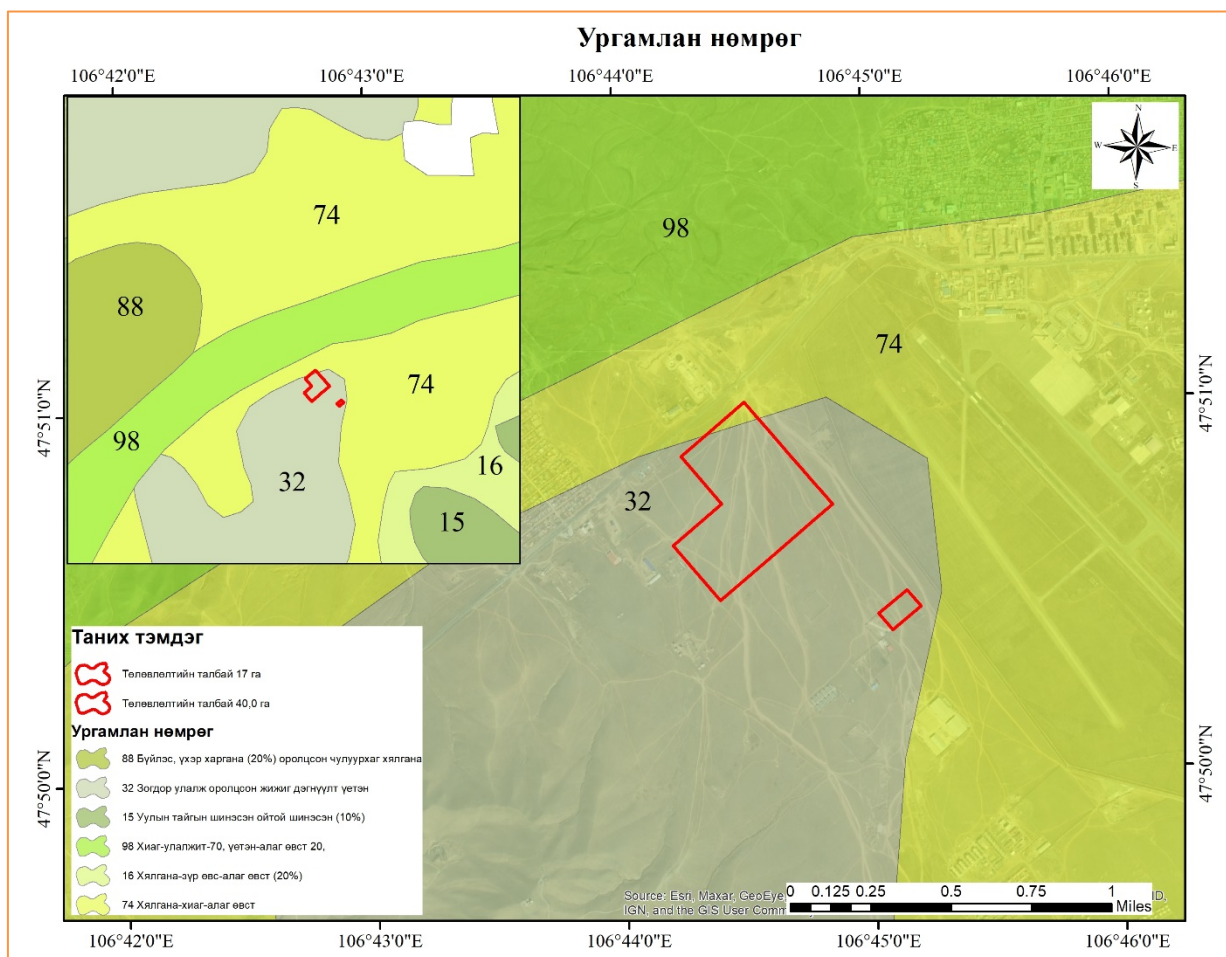 Ургамлан нөмрөг
106°42'0"E 106°43'0"E 106°44'0"E 106°45'0"E 106°46'0"E
N
W E
S
74
98
88
74
74
47°51'0"N
47°51'0"N
98
16
32
32
15
Таних тэмдэг
Төлөвлөлтийн талбай 17 га
Төлөвлөлтийн талбай 40,0 га
Ургамлан нөмрөг
88 Бүйлэс, үхэр харгана (20%) оролцсон чулуурхаг хялгана
32 Зогдор улалж оролцсон жижиг дэгнүүлт үетэн
15 Уулын тайгын шинэсэн ойтой шинэсэн (10%)
98 Хиаг-улалжит-70, үетэн-алаг өвст 20,
16 Хялгана-зүр өвс-алаг өвст (20%)
74 Хялгана-хиаг-алаг өвст
47°50'0"N
47°50'0"N
Source: Esri, Maxar, GeoEye, ID,
IGN, and the GIS User Comm
0 0.125 0.25 0.5 0.75 1
Miles
106°42'0"E 106°43'0"E 106°44'0"E 106°45'0"E 106°46'0"E